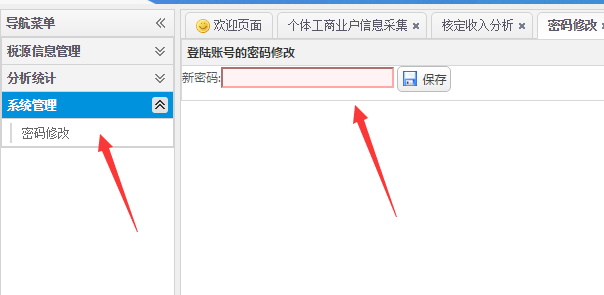 导航菜单
税源信息管理
分析统计
系统管理
密码修改
欢迎页面 个体工商业户信息采集 核定收入分析 密码修改
登陆账号的密码修改
新密码: 保存